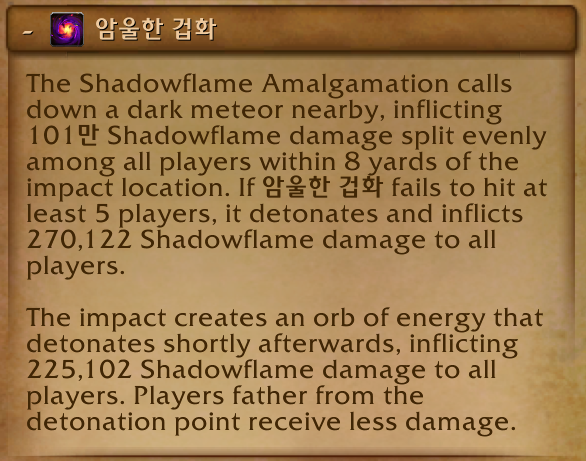 - 암울한 겁화
The Shadowflame Amalgamation calls
down a dark meteor nearby, inflicting
101만 Shadowflame damage split evenly
among all players within 8 yards of the
impact location. If 암울한 겁화 fails to hit at
least 5 players, it detonates and inflicts
270,122 Shadowflame damage to all
players.
The impact creates an orb of energy that
detonates shortly afterwards, inflicting
225,102 Shadowflame damage to all
players. Players father from the
detonation point receive less damage.